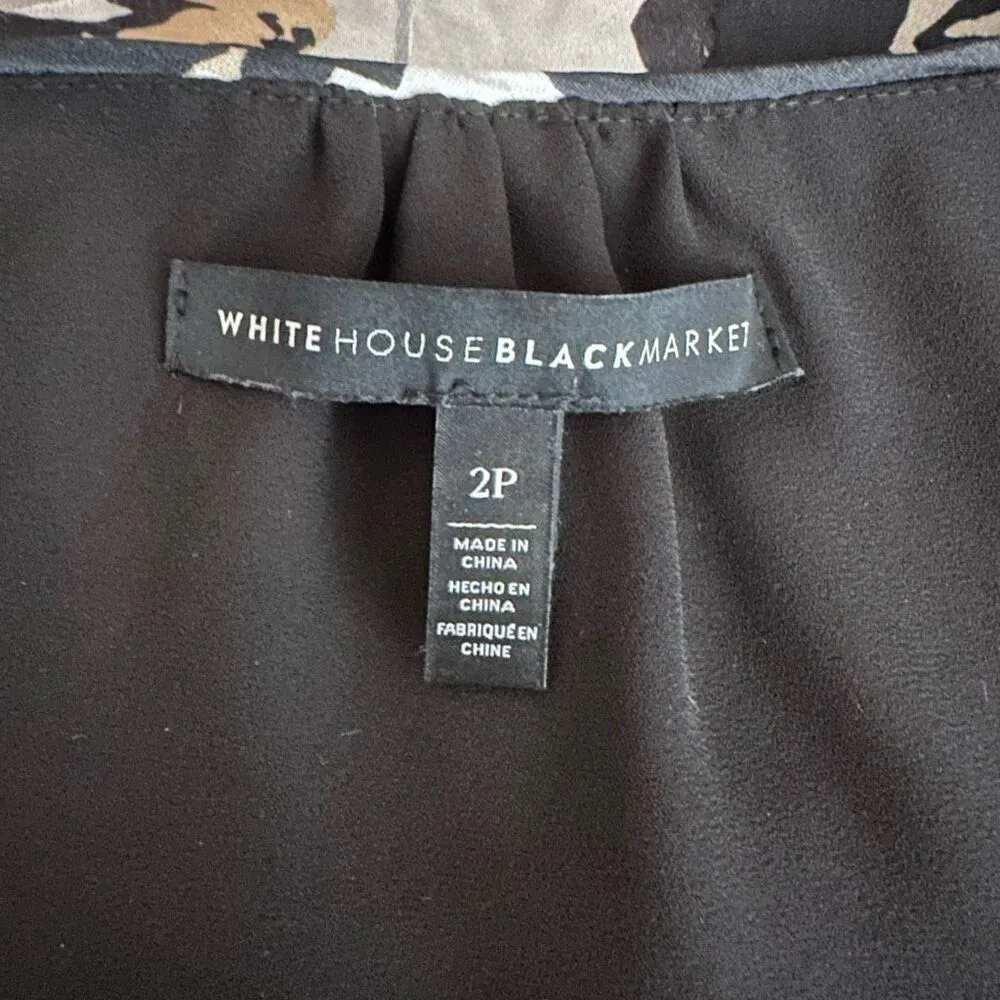 WHITE HOUSE BLACK MARKET
2P
MADE IN
CHINA
HECHO EN
CHINA
FABRIQUÉ EN
CHINE